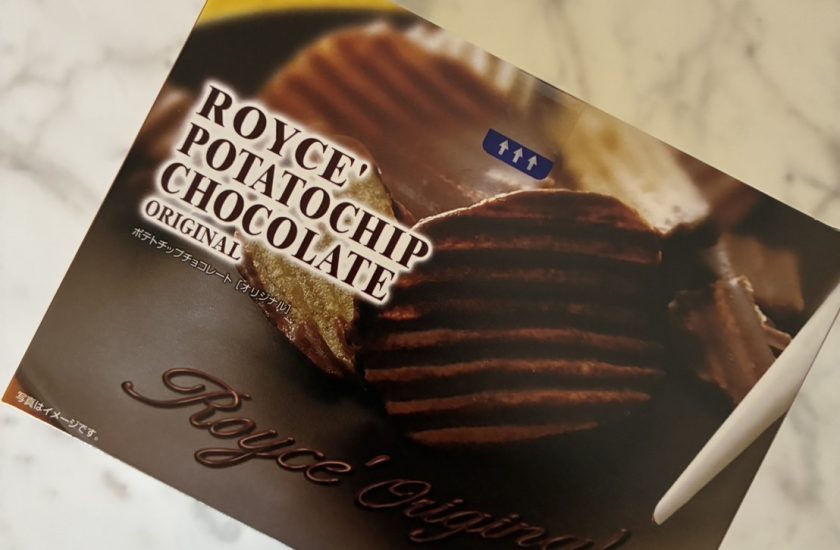 ROYCE'
POTATOCHIP
CHOCOLATE
ORIGINAL
ポテトチップチョコレート [オリジナル]
写真はイメージです。
Royce' Original